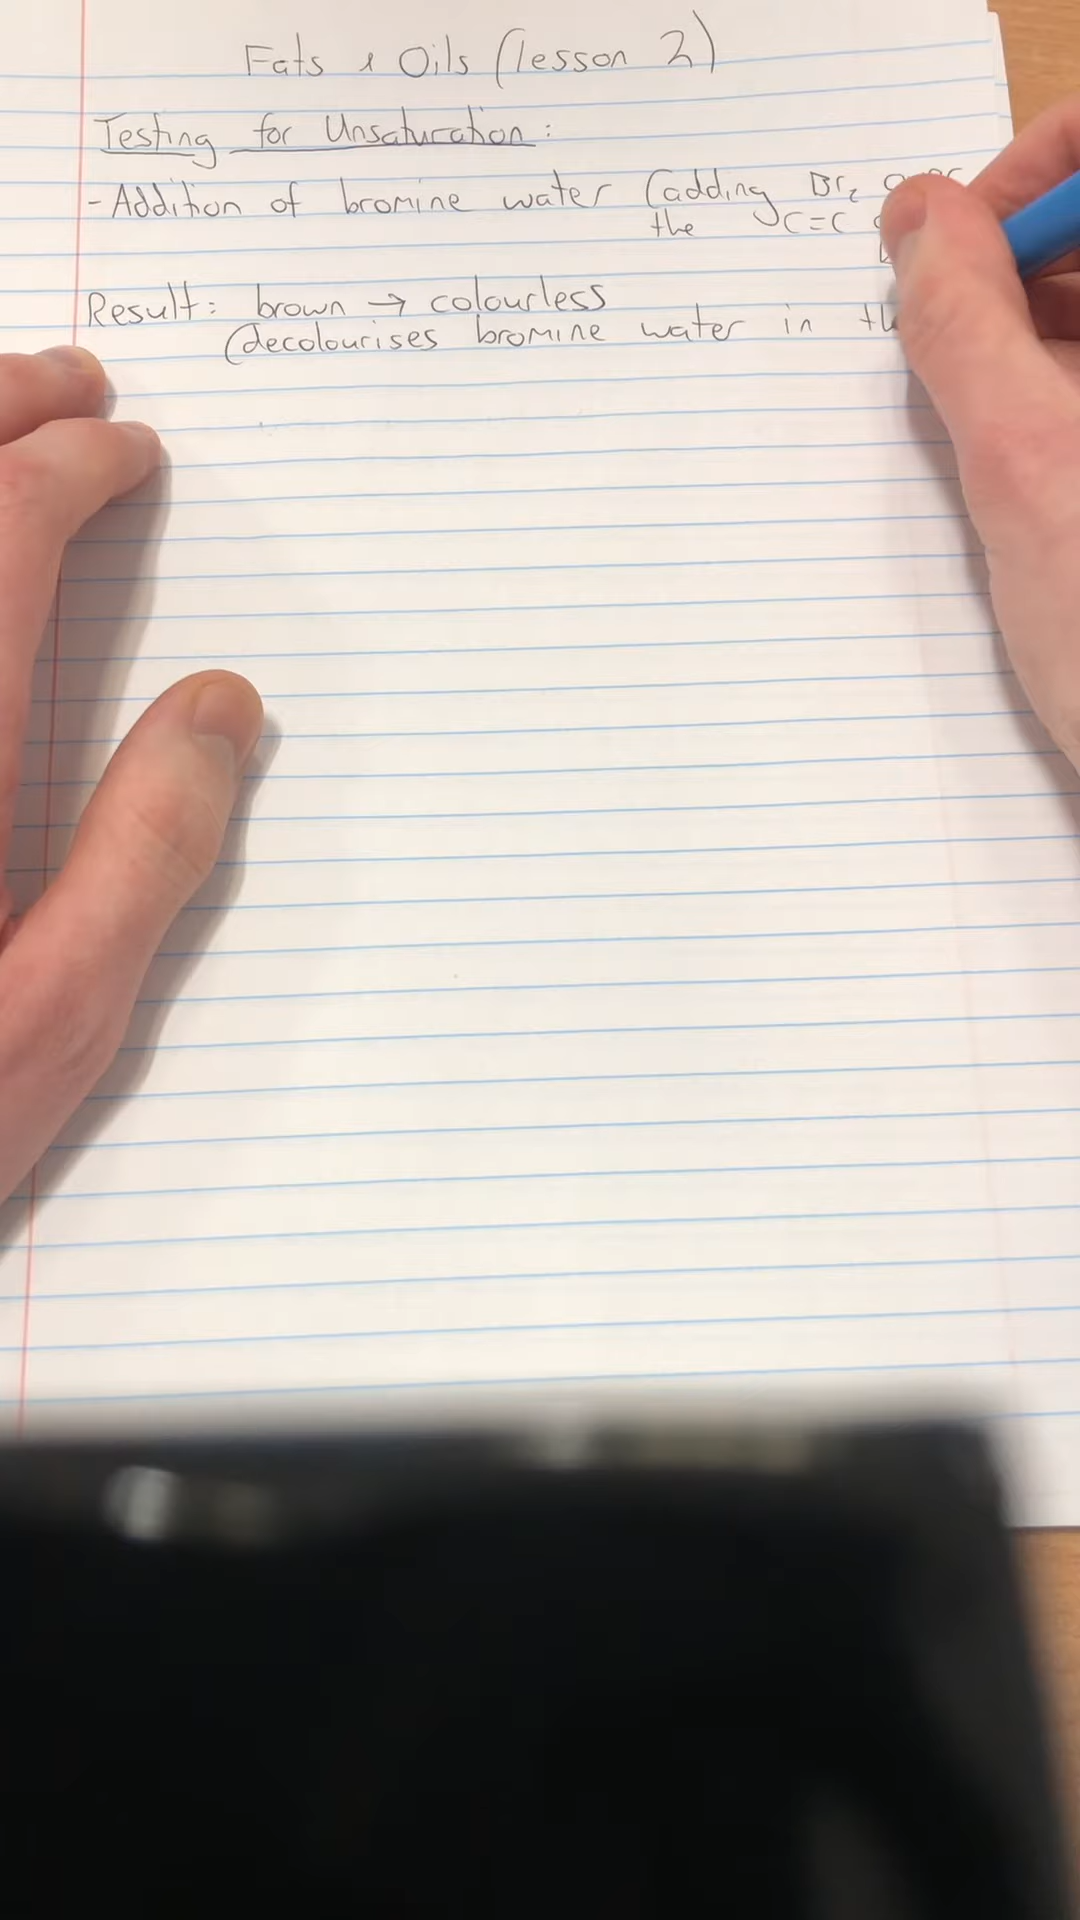 Fats & Oils (lesson 2)
Testing for Unsaturation:
- Addition of bromine water (adding Br₂ over
the C=C
Result: brown → colourless
(decolourises bromine water in